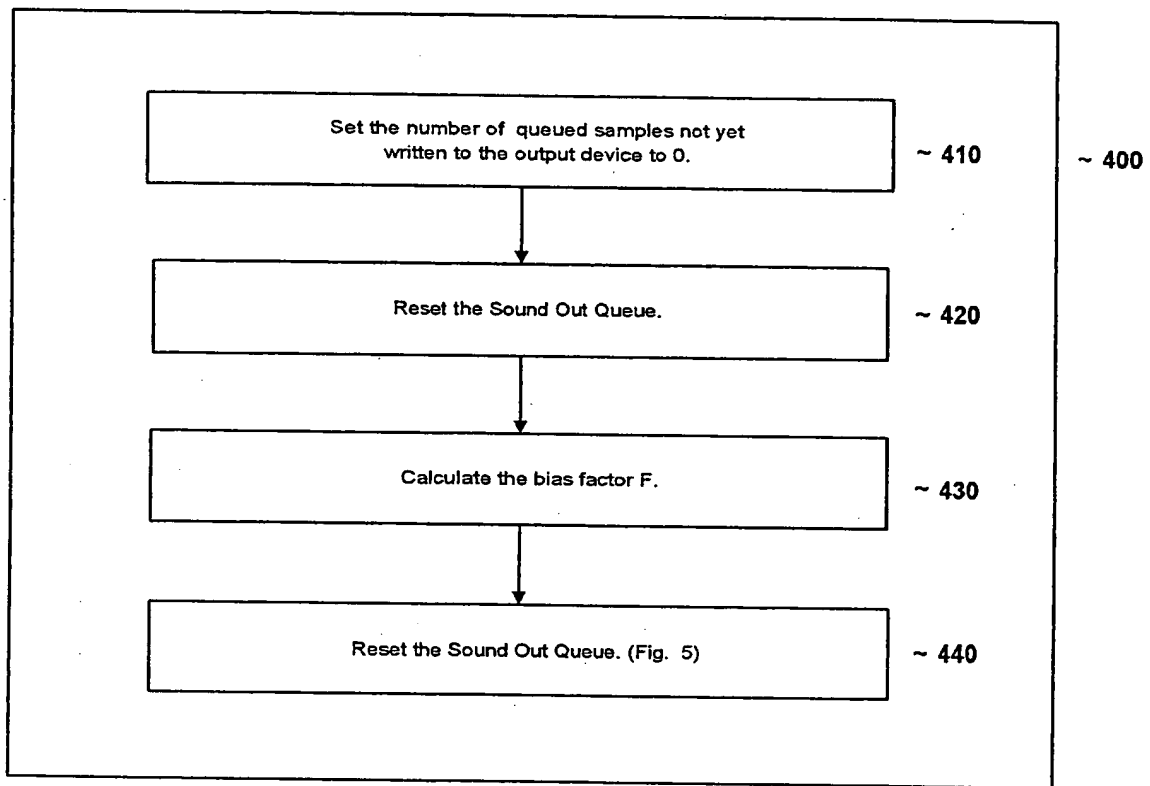 Set the number of queued samples not yet
written to the output device to 0.
~ 410
~ 400
Reset the Sound Out Queue.
~ 420
Calculate the bias factor F.
~ 430
Reset the Sound Out Queue. (Fig. 5)
~ 440